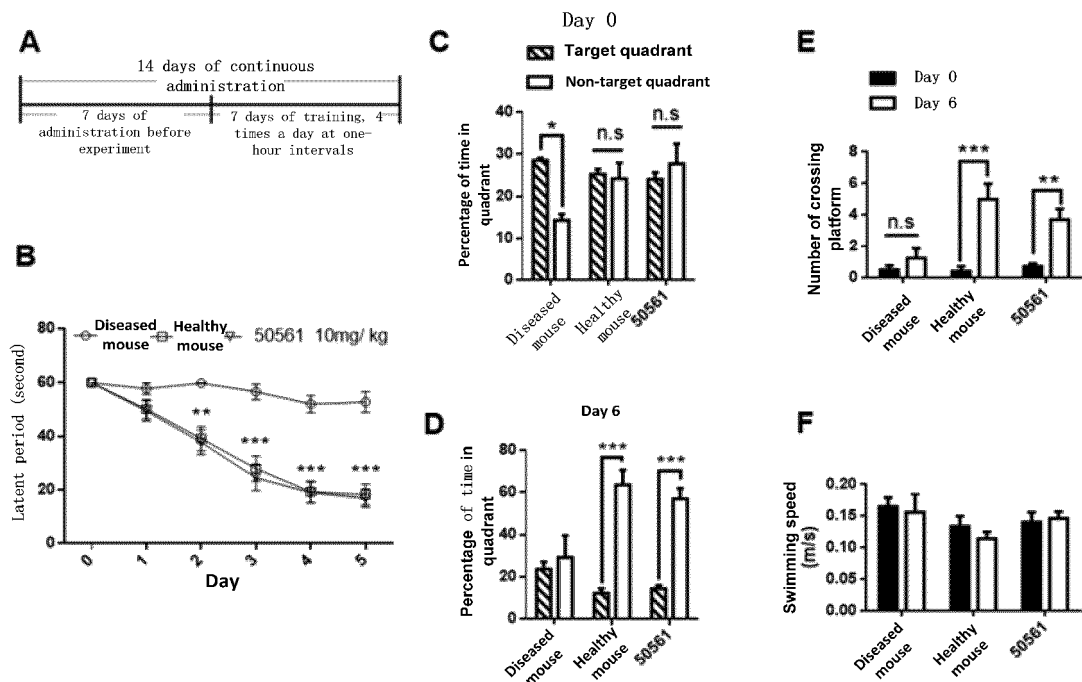 A
14 days of continuous
administration
7 days of
administration before
experiment
7 days of training, 4
times a day at one-
hour intervals
B
Diseased
mouse
Healthy
mouse
50561 10mg/kg
Latent period (second)
80
60
40
20
0
**
***
***
***
0
1
2
3
4
5
Day
C
Day 0
Target quadrant
Non-target quadrant
Percentage of time in
quadrant
40
30
20
10
0
*
n.s
n.s
Diseased
mouse
Healthy
mouse
50561
D
Day 6
Percentage of time in
quadrant
80
60
40
20
0
***
***
Diseased
mouse
Healthy
mouse
50561
E
Day 0
Day 6
Number of crossing
platform
8
6
4
2
0
n.s
***
**
Diseased
mouse
Healthy
mouse
50561
F
Swimming speed
(m/s)
0.20
0.15
0.10
0.05
0.00
Diseased
mouse
Healthy
mouse
50561